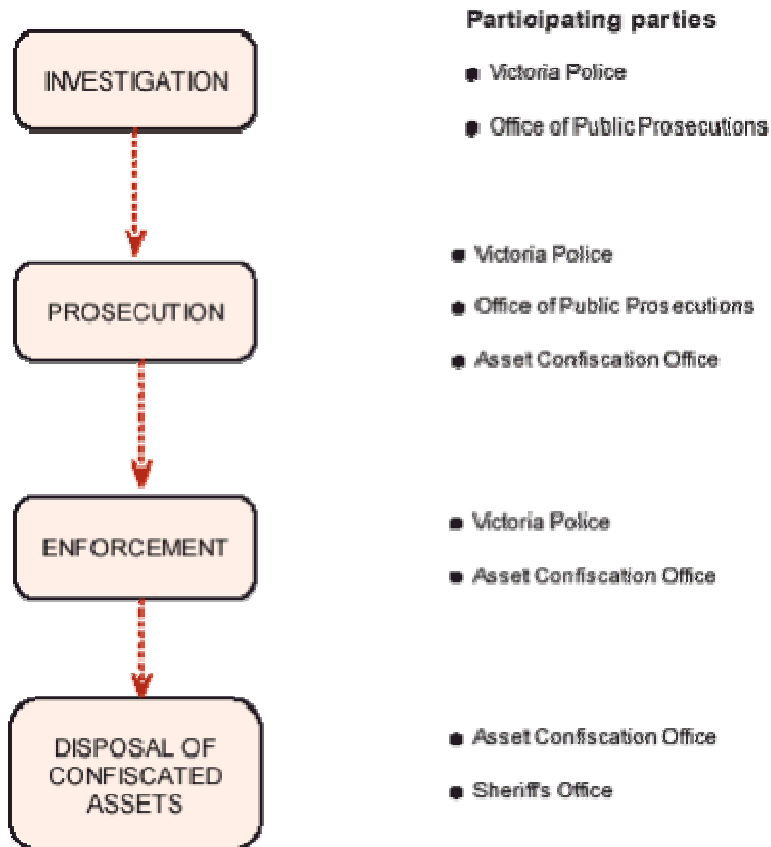 Participating parties
INVESTIGATION
● Victoria Police
● Office of Public Prosecutions
PROSECUTION
● Victoria Police
● Office of Public Prosecutions
● Asset Confiscation Office
ENFORCEMENT
● Victoria Police
● Asset Confiscation Office
DISPOSAL OF
CONFISCATED
ASSETS
● Asset Confiscation Office
● Sheriff's Office